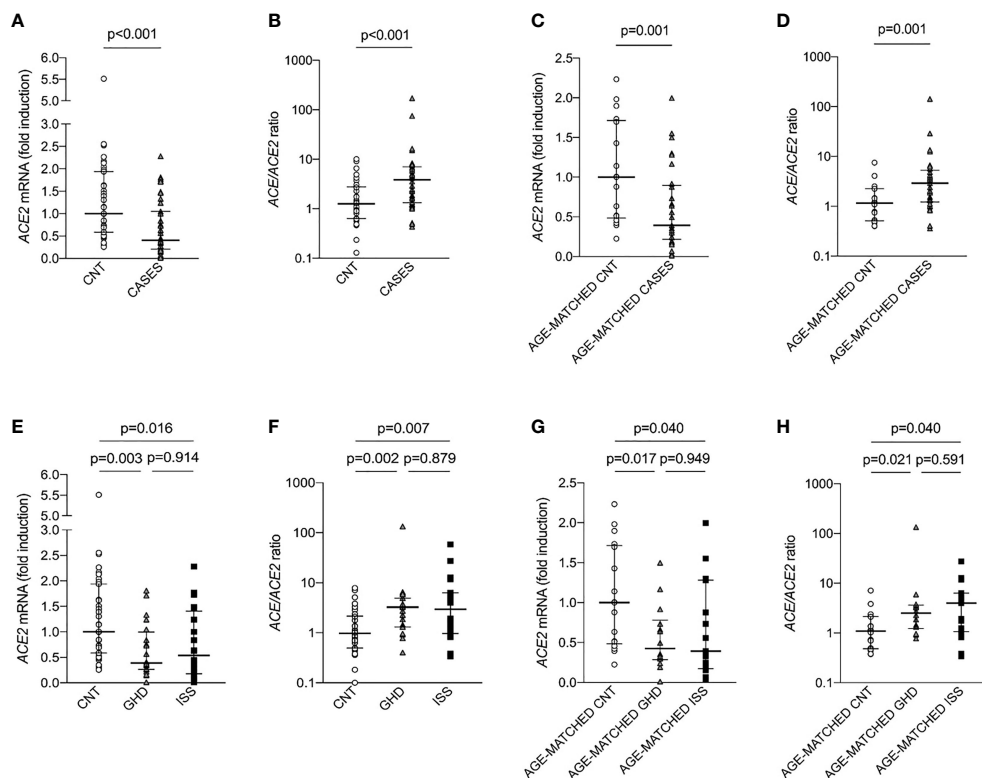 A
p<0.001
ACE2 mRNA (fold induction)
6.0
5.5
5.0
3.0
2.5
2.0
1.5
1.0
0.5
0.0
CNT
CASES
B
p<0.001
ACE/ACE2 ratio
1000
100
10
1
0.1
CNT
CASES
C
p=0.001
ACE2 mRNA (fold induction)
2.5
2.0
1.5
1.0
0.5
0.0
AGE-MATCHED CNT
AGE-MATCHED CASES
D
p=0.001
ACE/ACE2 ratio
1000
100
10
1
0.1
AGE-MATCHED CNT
AGE-MATCHED CASES
E
p=0.016
p=0.003 p=0.914
ACE2 mRNA (fold induction)
6.0
5.5
5.0
3.0
2.5
2.0
1.5
1.0
0.5
0.0
CNT
GHD
ISS
F
p=0.007
p=0.002 p=0.879
ACE/ACE2 ratio
1000
100
10
1
0.1
CNT
GHD
ISS
G
p=0.040
p=0.017 p=0.949
ACE2 mRNA (fold induction)
2.5
2.0
1.5
1.0
0.5
0.0
AGE-MATCHED CNT
AGE-MATCHED GHD
AGE-MATCHED ISS
H
p=0.040
p=0.021 p=0.591
ACE/ACE2 ratio
1000
100
10
1
0.1
AGE-MATCHED CNT
AGE-MATCHED GHD
AGE-MATCHED ISS